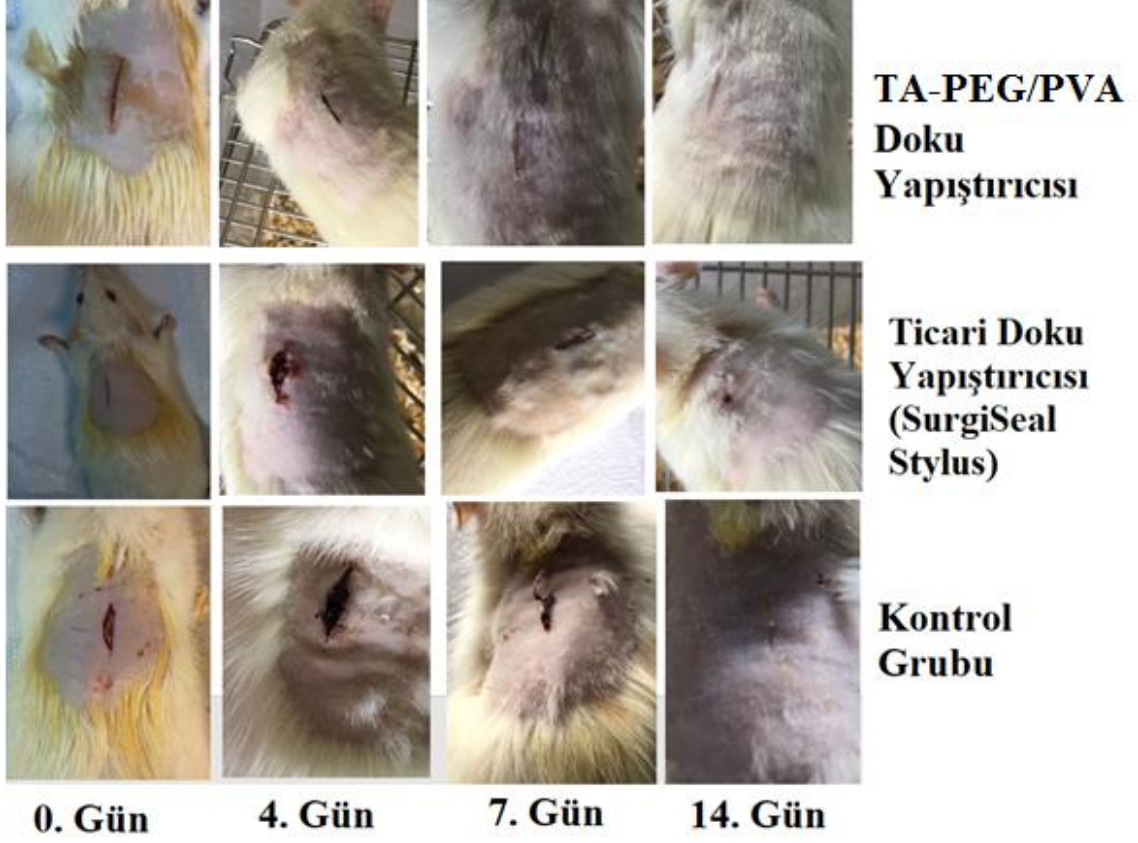 TA-PEG/PVA
Doku
Yapıştırıcısı
Ticari Doku
Yapıştırıcısı
(SurgiSeal
Stylus)
Kontrol
Grubu
0. Gün
4. Gün
7. Gün
14. Gün